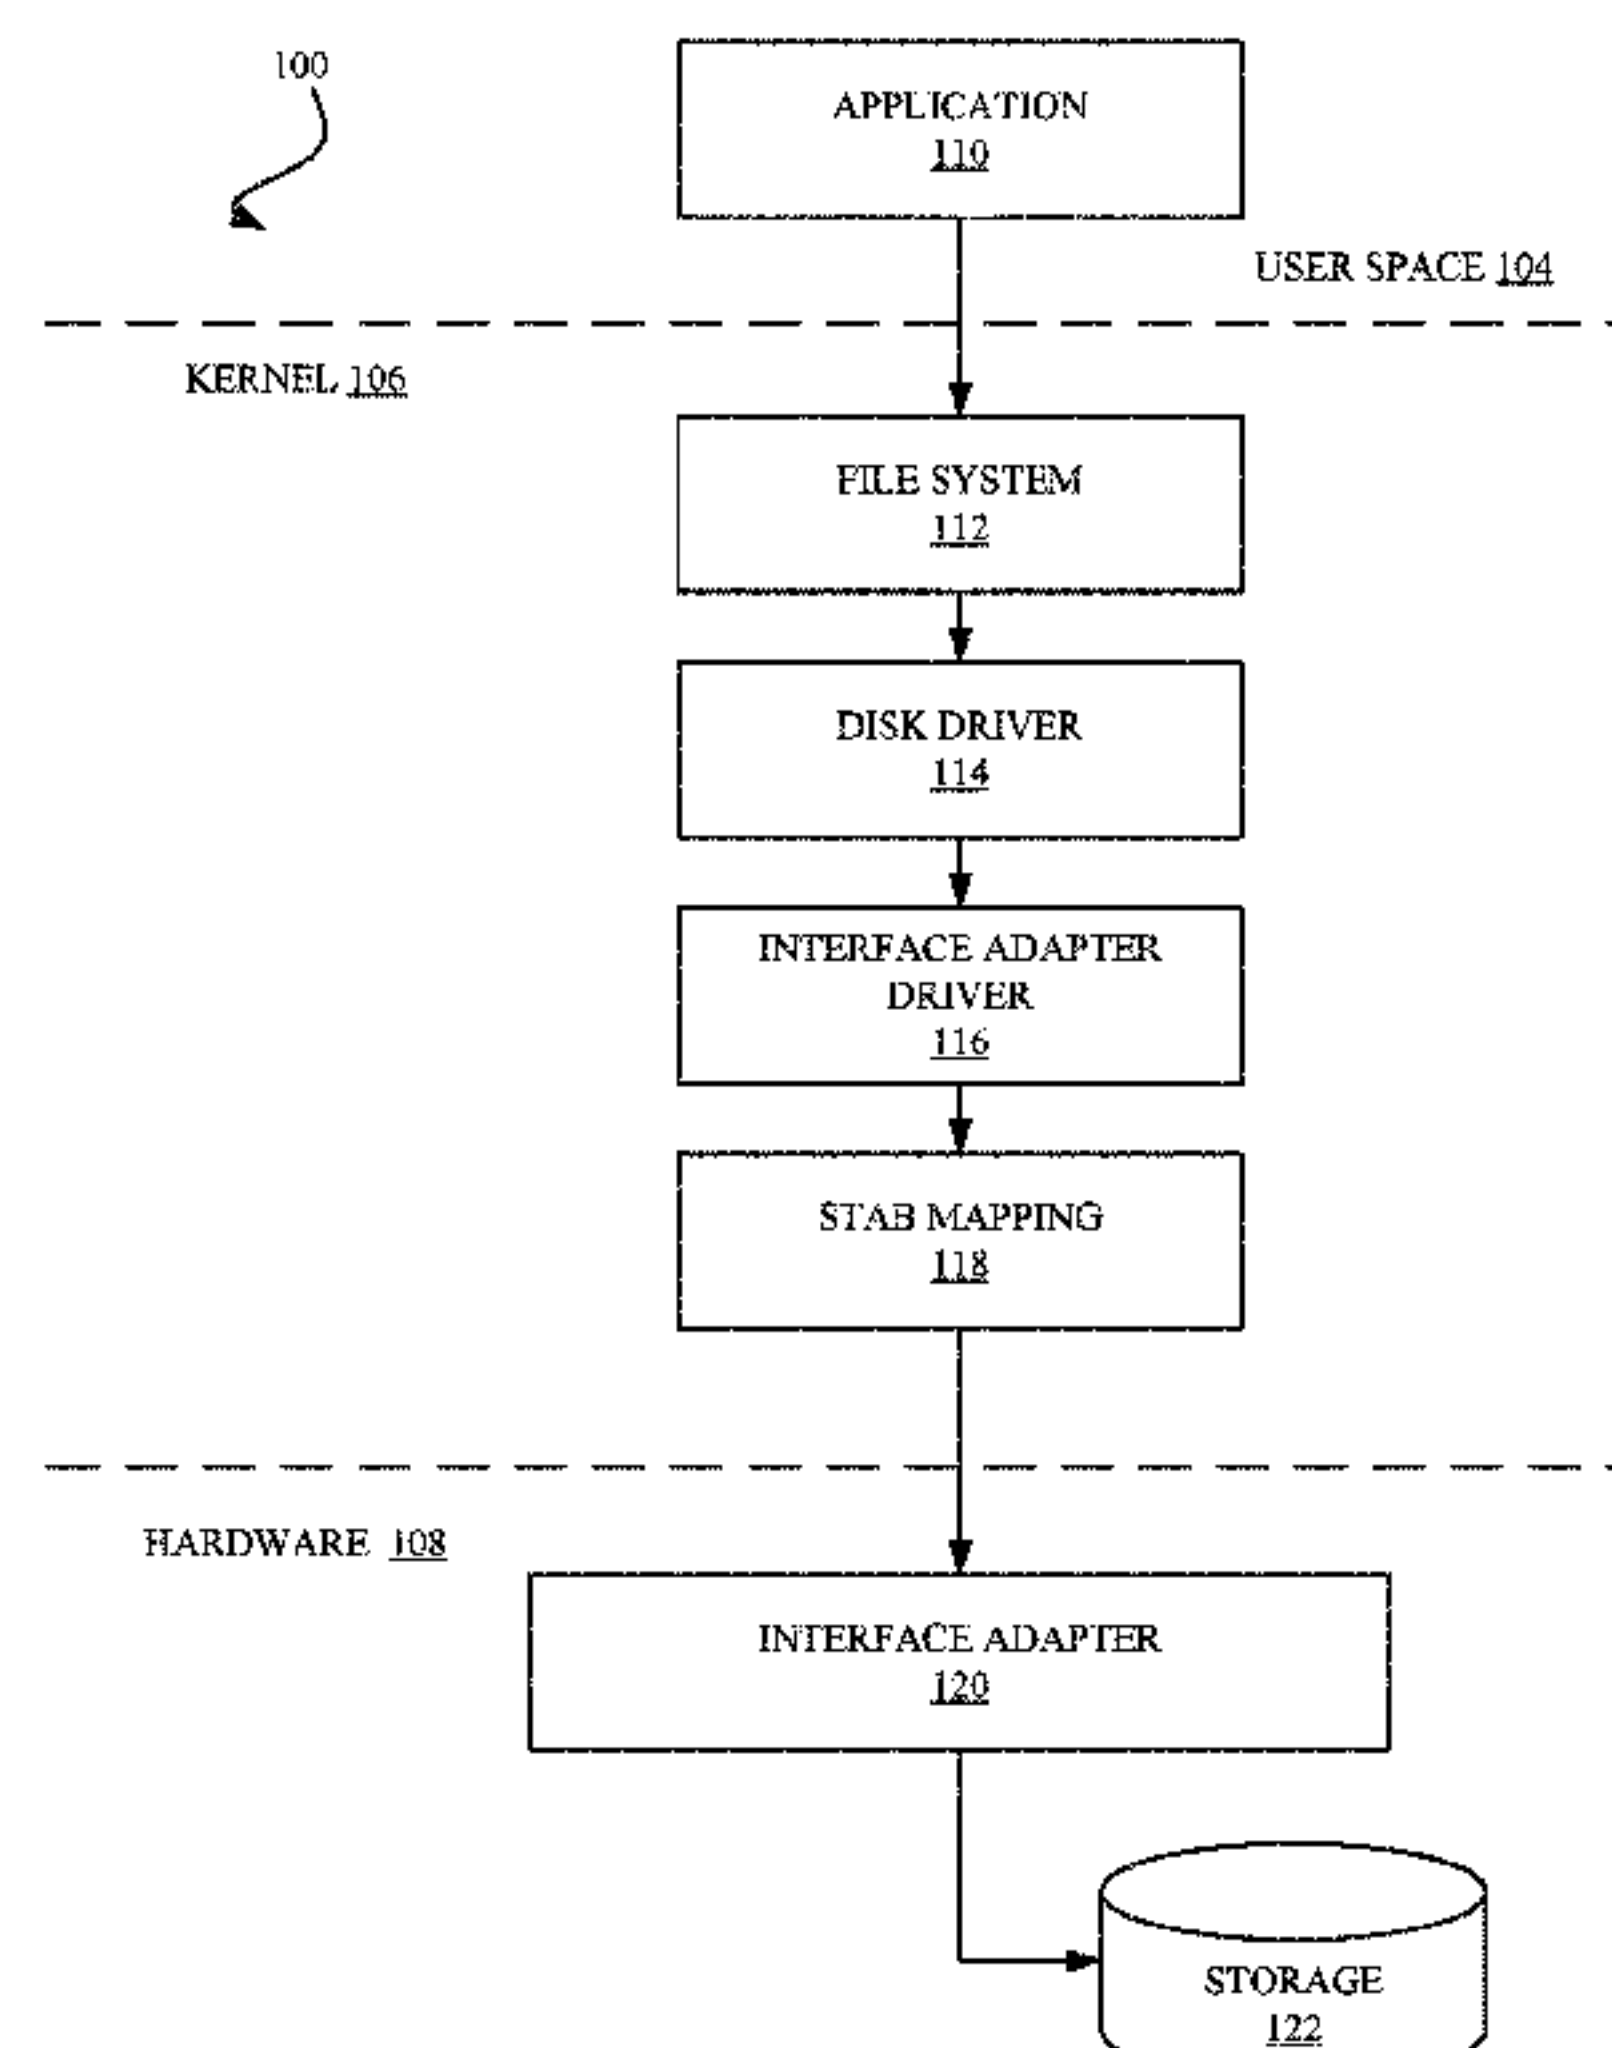 100
APPLICATION
110
USER SPACE 104
KERNEL 106
FILE SYSTEM
112
DISK DRIVER
114
INTERFACE ADAPTER
DRIVER
116
STAB MAPPING
118
HARDWARE 108
INTERFACE ADAPTER
120
STORAGE
122